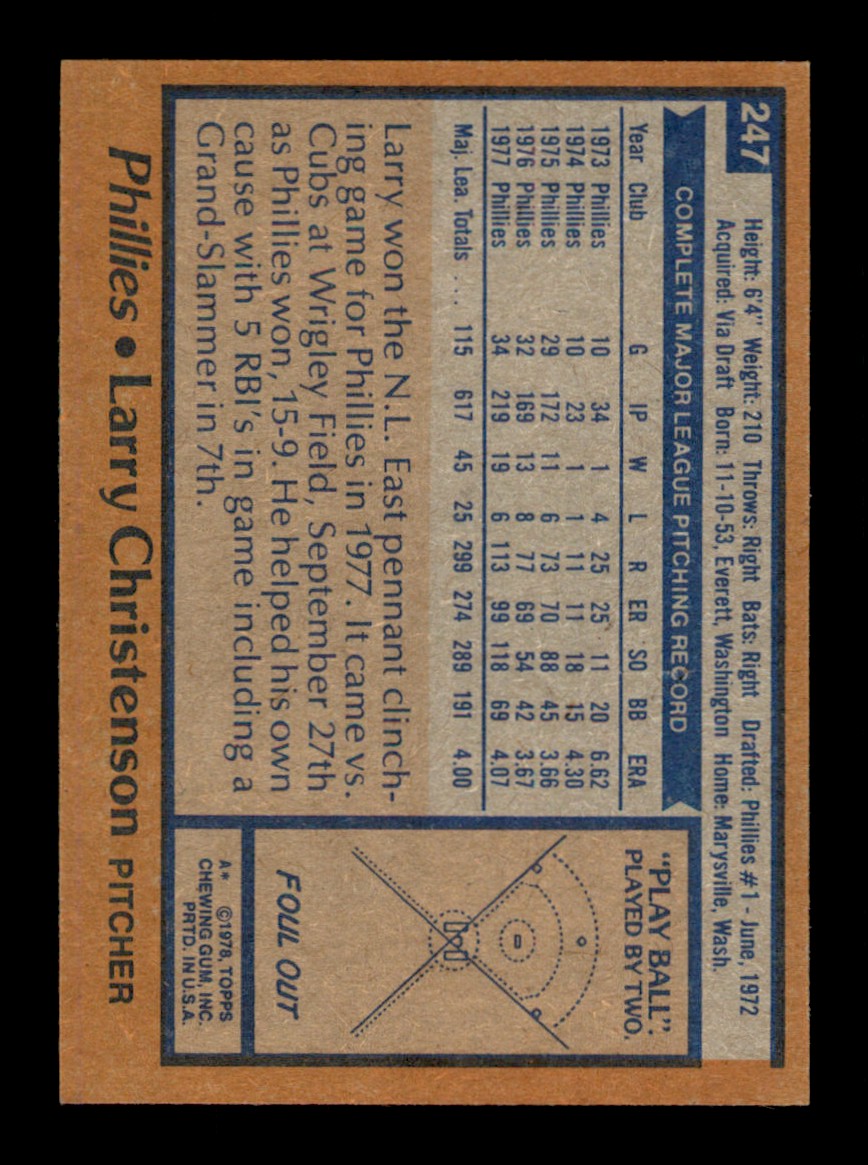 247
Height: 6'4" Weight: 210 Throws: Right Bats: Right Drafted: Phillies #1 - June, 1972
Acquired: Via Draft Born: 11-10-53, Everett, Washington Home: Marysville, Wash.
COMPLETE MAJOR LEAGUE PITCHING RECORD
Year Club G IP W L R ER SO BB ERA
1973 Phillies 10 34 1 4 25 25 11 20 6.62
1974 Phillies 10 23 1 1 11 11 18 15 4.30
1975 Phillies 29 172 11 6 73 70 88 45 3.66
1976 Phillies 32 169 13 8 77 69 54 42 3.67
1977 Phillies 34 219 19 6 113 99 118 69 4.07
Maj. Lea. Totals ... 115 617 45 25 299 274 289 191 4.00
Larry won the N.L. East pennant clinch-
ing game for Phillies in 1977. It came vs.
Cubs at Wrigley Field, September 27th
as Phillies won, 15-9. He helped his own
cause with 5 RBI's in game including a
Grand-Slammer in 7th.
"PLAY BALL":
PLAYED BY TWO.
FOUL OUT
A* ©1978, TOPPS
CHEWING GUM, INC.
PRTD. IN U.S.A.
Phillies • Larry Christenson PITCHER